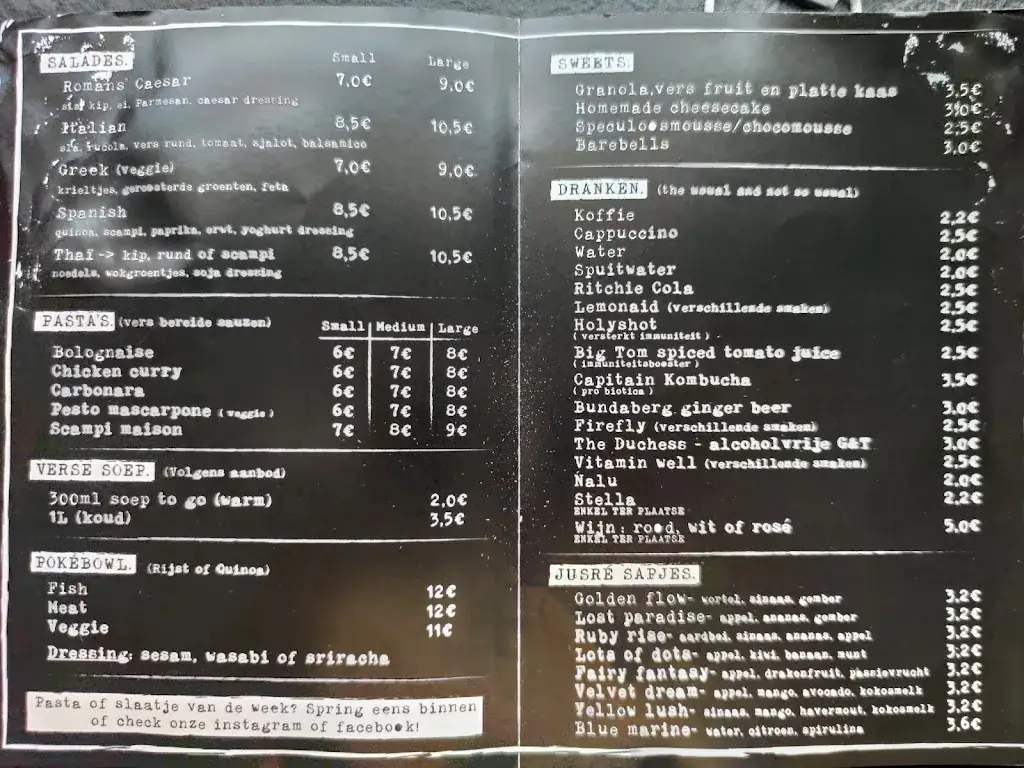 SALADES. Small Large
Romans' Caesar 7,0€ 9,0€
sla, kip, ei, Parmesan, caesar dressing
Italian 8,5€ 10,5€
sla, rucola, vers rund, tomaat, sjalot, balsamico
Greek (veggie) 7,0€ 9,0€
krieltjes, geroosterde groenten, feta
Spanish 8,5€ 10,5€
quinoa, scampi, paprika, erwt, yoghurt dressing
Thaï -> kip, rund of scampi 8,5€ 10,5€
noedels, wokgroentjes, soja dressing
PASTA'S. (vers bereide sauzen) Small Medium Large
Bolognaise 6€ 7€ 8€
Chicken curry 6€ 7€ 8€
Carbonara 6€ 7€ 8€
Pesto mascarpone (veggie) 6€ 7€ 8€
Scampi maison 7€ 8€ 9€
VERSE SOEP. (Volgens aanbod)
300ml soep to go (warm) 2,0€
1L (koud) 3,5€
POKÉBOWL. (Rijst of Quinoa)
Fish 12€
Meat 12€
Veggie 11€
Dressing: sesam, wasabi of sriracha
Pasta of slaatje van de week? Spring eens binnen
of check onze instagram of facebook!
SWEETS.
Granola,vers fruit en platte kaas 3,5€
Homemade cheesecake 3,0€
Speculoosmousse/chocomousse 2,5€
Barebells 3,0€
DRANKEN. (the usual and not so usual)
Koffie 2,2€
Cappuccino 2,5€
Water 2,0€
Spuitwater 2,0€
Ritchie Cola 2,5€
Lemonaid (verschillende smaken) 2,5€
Holyshot 2,5€
(versterkt immuniteit)
Big Tom spiced tomato juice 2,5€
(immuniteitsbooster)
Capitain Kombucha 3,5€
(pro biotica)
Bundaberg ginger beer 3,0€
Firefly (verschillende smaken) 2,5€
The Duchess - alcoholvrije G&T 3,0€
Vitamin well (verschillende smaken) 2,5€
Nalu 2,0€
Stella 2,2€
ENKEL TER PLAATSE
Wijn: rood, wit of rosé 5,0€
ENKEL TER PLAATSE
JUSRÉ SAPJES.
Golden flow- wortel, sinaas, gember 3,2€
Lost paradise- appel, ananas, gember 3,2€
Ruby rise- aardbei, sinaas, ananas, appel 3,2€
Lots of dots- appel, kiwi, banaan, munt 3,2€
Fairy fantasy- appel, drakenfruit, passievrucht 3,2€
Velvet dream- appel, mango, avocado, kokosmelk 3,2€
Yellow lush- sinaas, mango, havermout, kokosmelk 3,2€
Blue marine- water, citroen, spirulina 3,6€